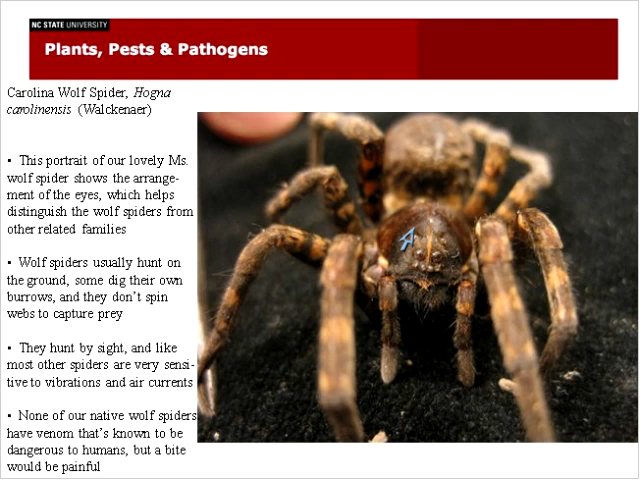 NC STATE UNIVERSITY
Plants, Pests & Pathogens
Carolina Wolf Spider, Hogna
carolinensis (Walckenaer)
• This portrait of our lovely Ms.
wolf spider shows the arrange-
ment of the eyes, which helps
distinguish the wolf spiders from
other related families
• Wolf spiders usually hunt on
the ground, some dig their own
burrows, and they don't spin
webs to capture prey
• They hunt by sight, and like
most other spiders are very sensi-
tive to vibrations and air currents
• None of our native wolf spiders
have venom that's known to be
dangerous to humans, but a bite
would be painful